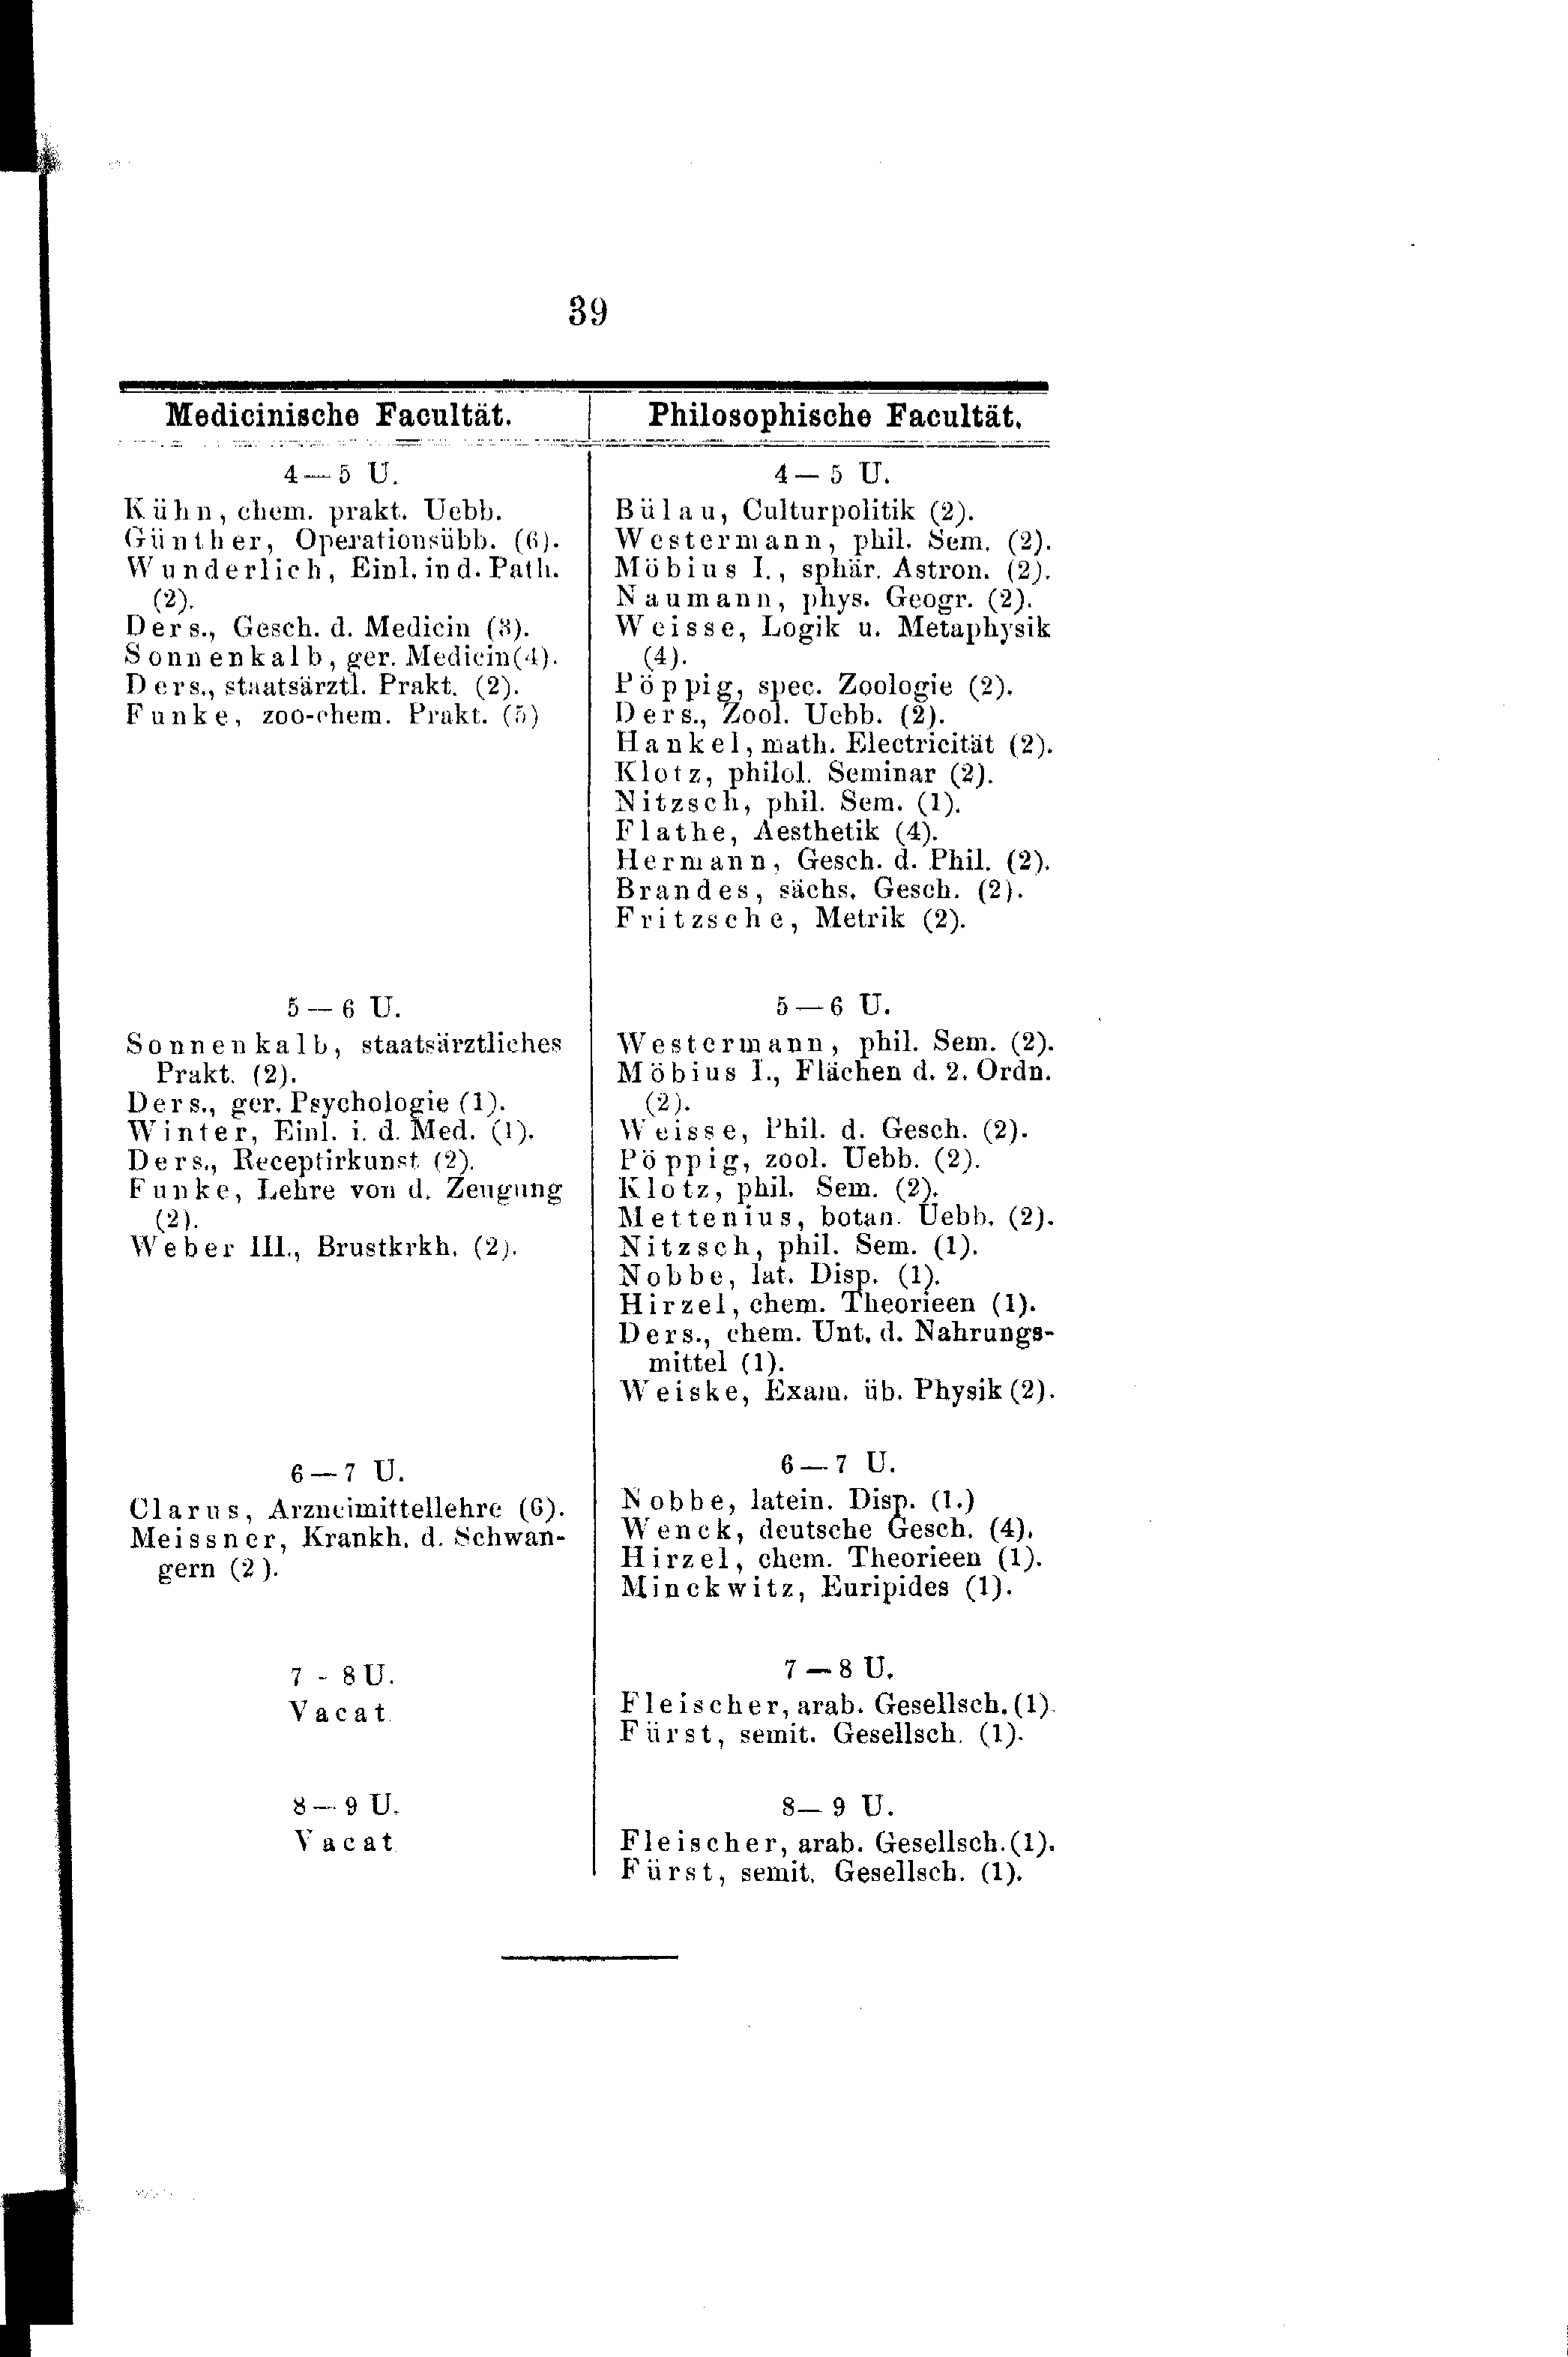 39
Medicinische Facultät.
4—5 U.
Kühn, chem. prakt. Uebb.
Günther, Operationsübb. (6).
Wunderlich, Einl. in d. Path.
(2).
Ders., Gesch. d. Medicin (3).
Sonnenkalb, ger. Medicin (4).
Ders., staatsärztl. Prakt. (2).
Funke, zoo-chem. Prakt. (5)
5—6 U.
Sonnenkalb, staatsärztliches
Prakt. (2).
Ders., ger. Psychologie (1).
Winter, Einl. i. d. Med. (1).
Ders., Receptirkunst (2).
Funke, Lehre von d. Zeugung
(2).
Weber III., Brustkrkh. (2).
6—7 U.
Clarus, Arzneimittellehre (6).
Meissner, Krankh. d. Schwan-
gern (2).
7 - 8 U.
Vacat
8—9 U.
Vacat
Philosophische Facultät.
4—5 U.
Bülau, Culturpolitik (2).
Westermann, phil. Sem. (2).
Möbius I., sphär. Astron. (2).
Naumann, phys. Geogr. (2).
Weisse, Logik u. Metaphysik
(4).
Pöppig, spec. Zoologie (2).
Ders., Zool. Uebb. (2).
Hankel, math. Electricität (2).
Klotz, philol. Seminar (2).
Nitzsch, phil. Sem. (1).
Flathe, Aesthetik (4).
Hermann, Gesch. d. Phil. (2).
Brandes, sächs. Gesch. (2).
Fritzsche, Metrik (2).
5—6 U.
Westermann, phil. Sem. (2).
Möbius I., Flächen d. 2. Ordn.
(2).
Weisse, Phil. d. Gesch. (2).
Pöppig, zool. Uebb. (2).
Klotz, phil. Sem. (2).
Mettenius, botan. Uebb. (2).
Nitzsch, phil. Sem. (1).
Nobbe, lat. Disp. (1).
Hirzel, chem. Theorieen (1).
Ders., chem. Unt. d. Nahrungs-
mittel (1).
Weiske, Exam. üb. Physik (2).
6—7 U.
Nobbe, latein. Disp. (1.)
Wenck, deutsche Gesch. (4).
Hirzel, chem. Theorieen (1).
Minckwitz, Euripides (1).
7—8 U.
Fleischer, arab. Gesellsch. (1).
Fürst, semit. Gesellsch. (1).
8—9 U.
Fleischer, arab. Gesellsch. (1).
Fürst, semit. Gesellsch. (1).